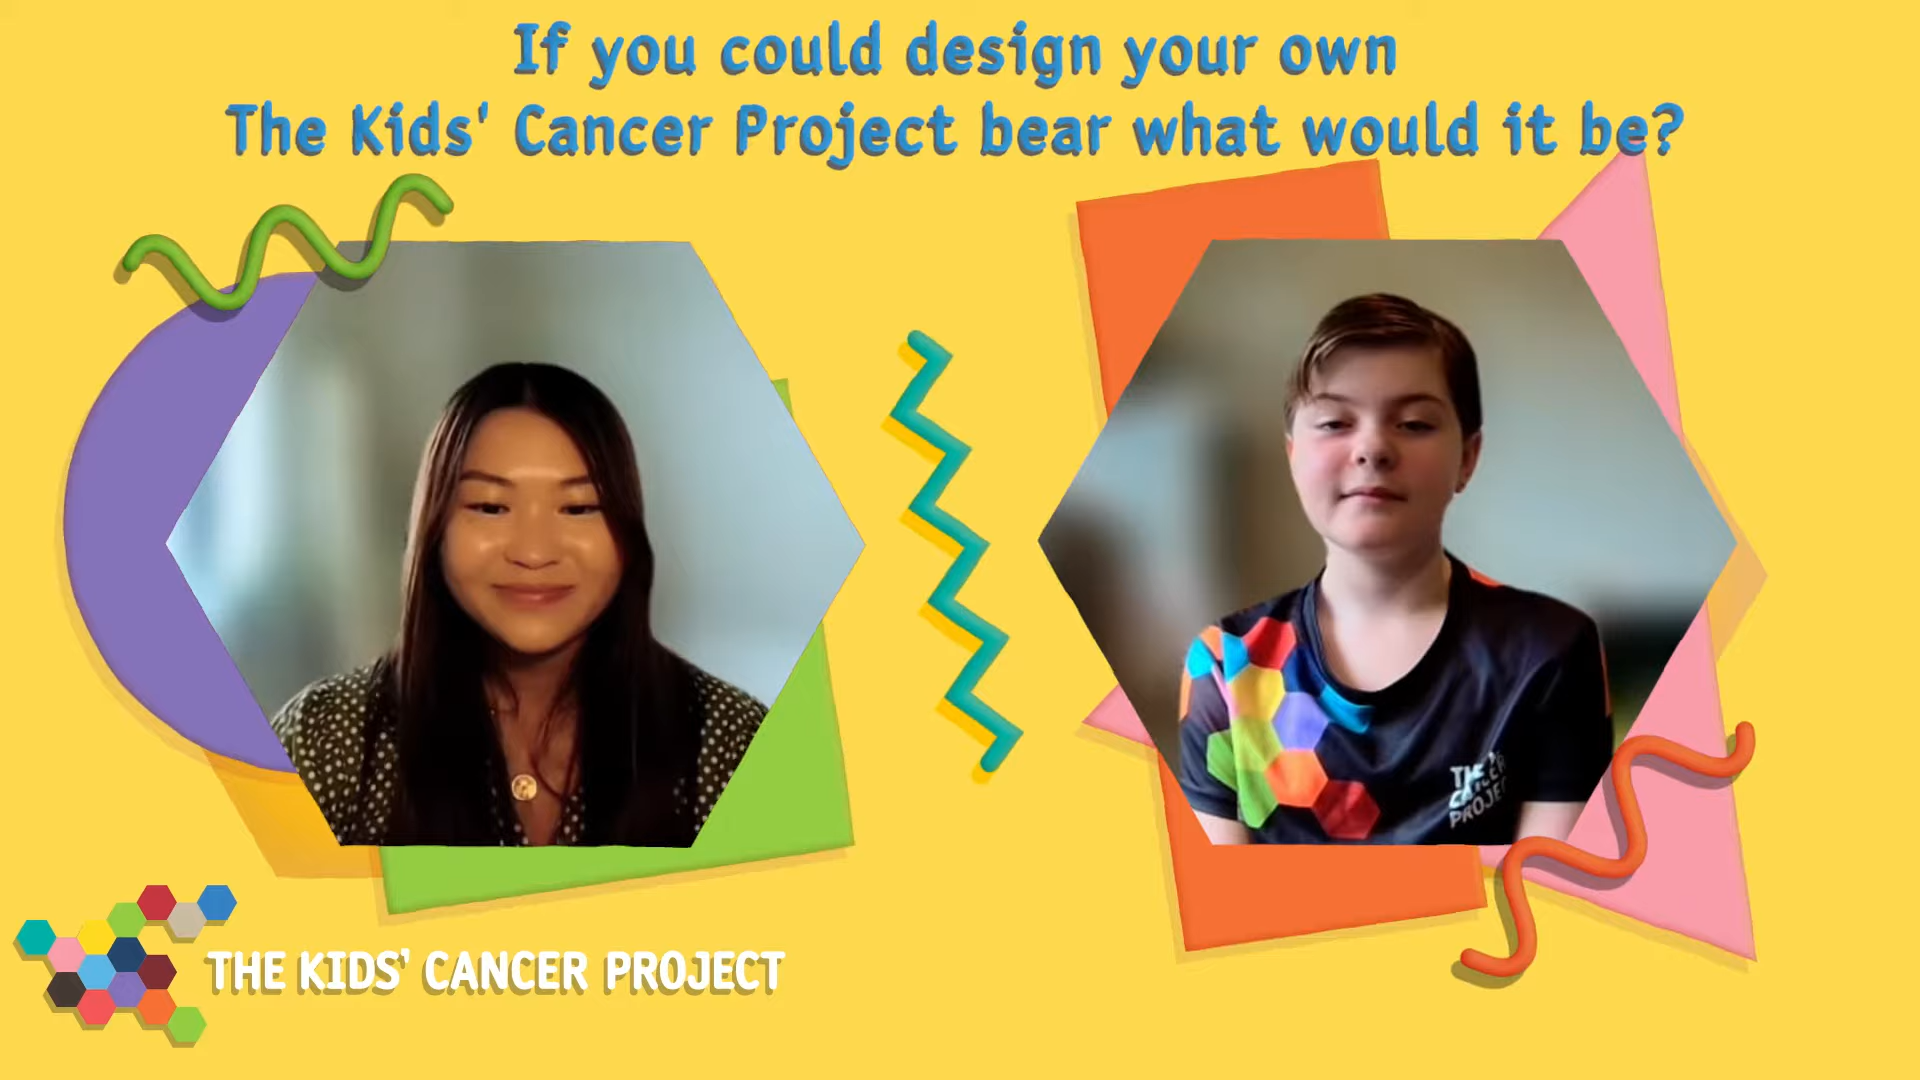 If you could design your own
The Kids' Cancer Project bear what would it be?
THE KIDS' CANCER PROJECT